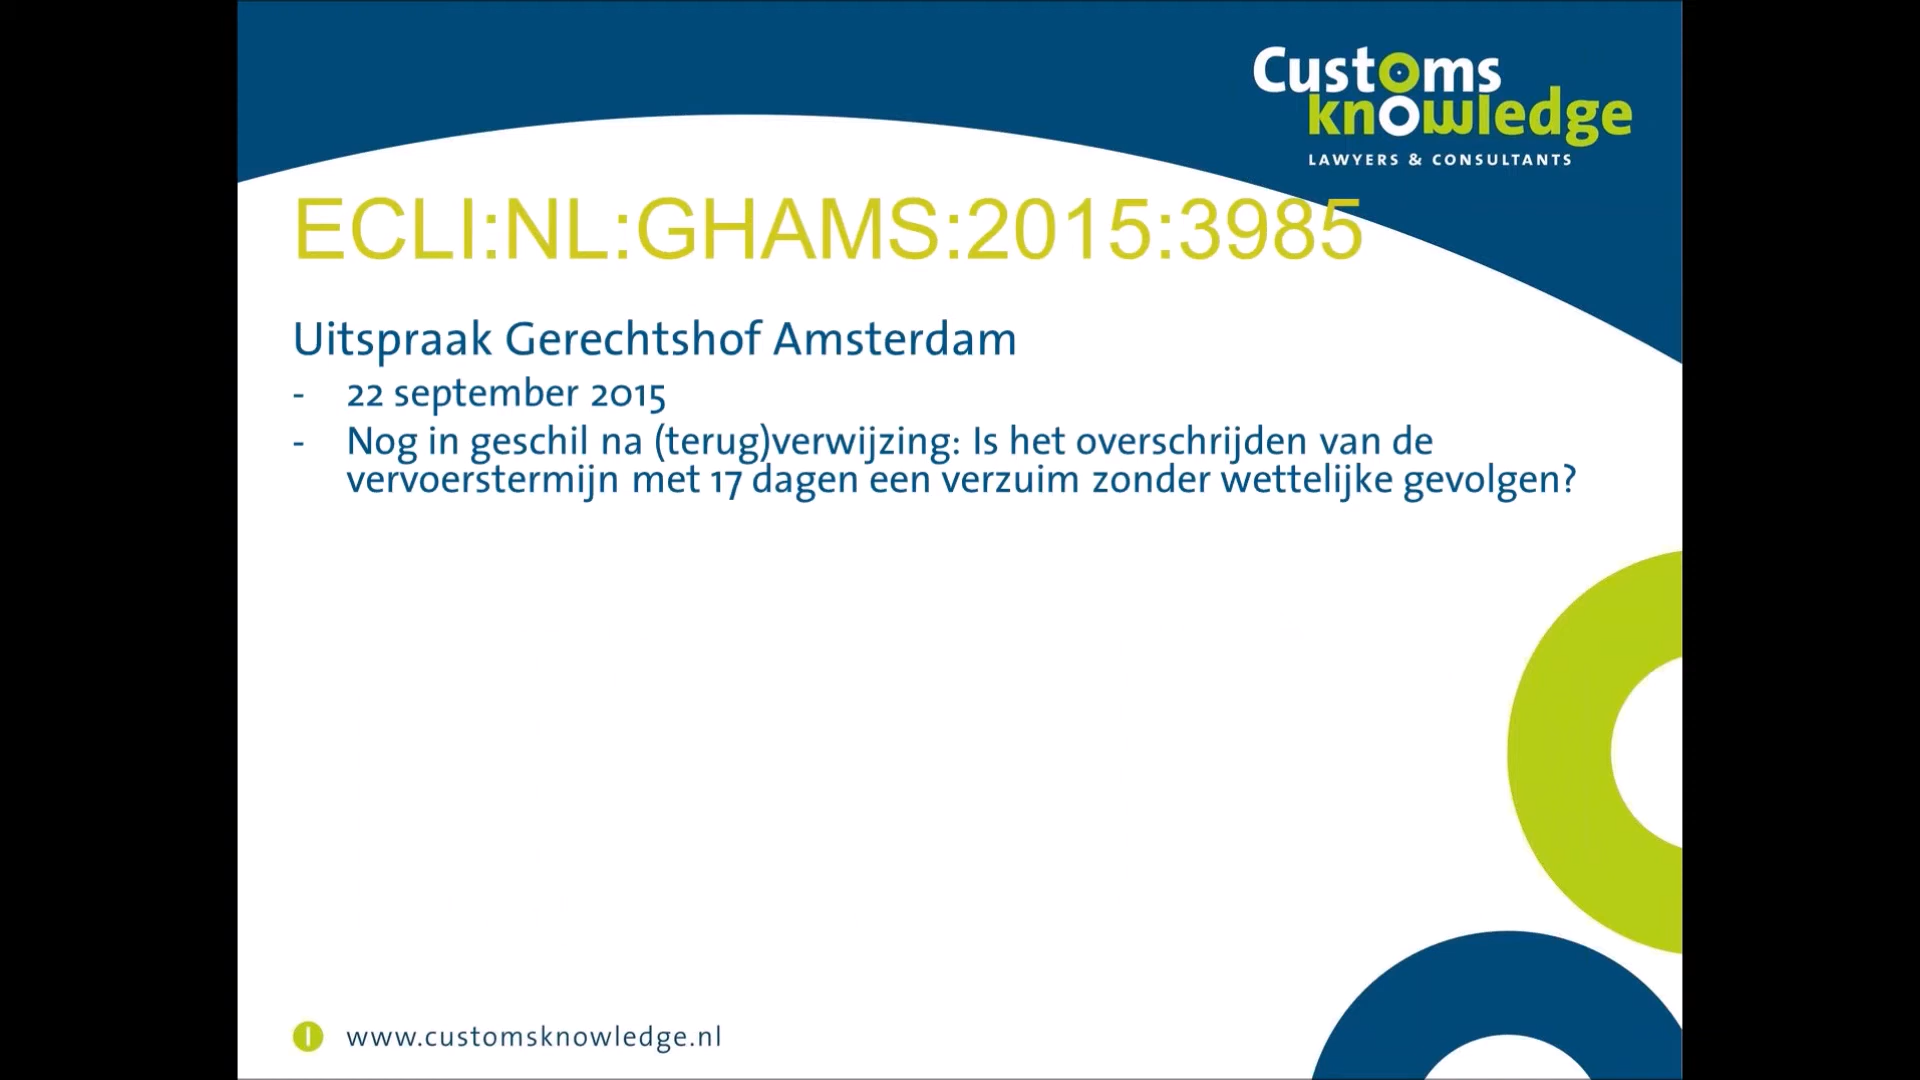 Customs
knowledge
LAWYERS & CONSULTANTS
ECLI:NL:GHAMS:2015:3985
Uitspraak Gerechtshof Amsterdam
- 22 september 2015
- Nog in geschil na (terug)verwijzing: Is het overschrijden van de
vervoerstermijn met 17 dagen een verzuim zonder wettelijke gevolgen?
www.customsknowledge.nl